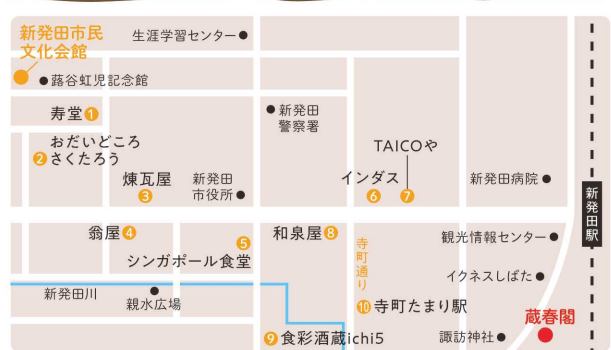 新発田市民
文化会館
生涯学習センター
蕗谷虹児記念館
寿堂1
新発田
警察署
おだいどころ
2さくたろう
TAICOや
煉瓦屋
3
新発田
市役所
インダス
6
7
新発田病院
新発田駅
翁屋4
5
シンガポール食堂
和泉屋8
寺町通り
観光情報センター
イクネスしばた
新発田川
親水広場
10寺町たまり駅
蔵春閣
9食彩酒蔵ichi5
諏訪神社